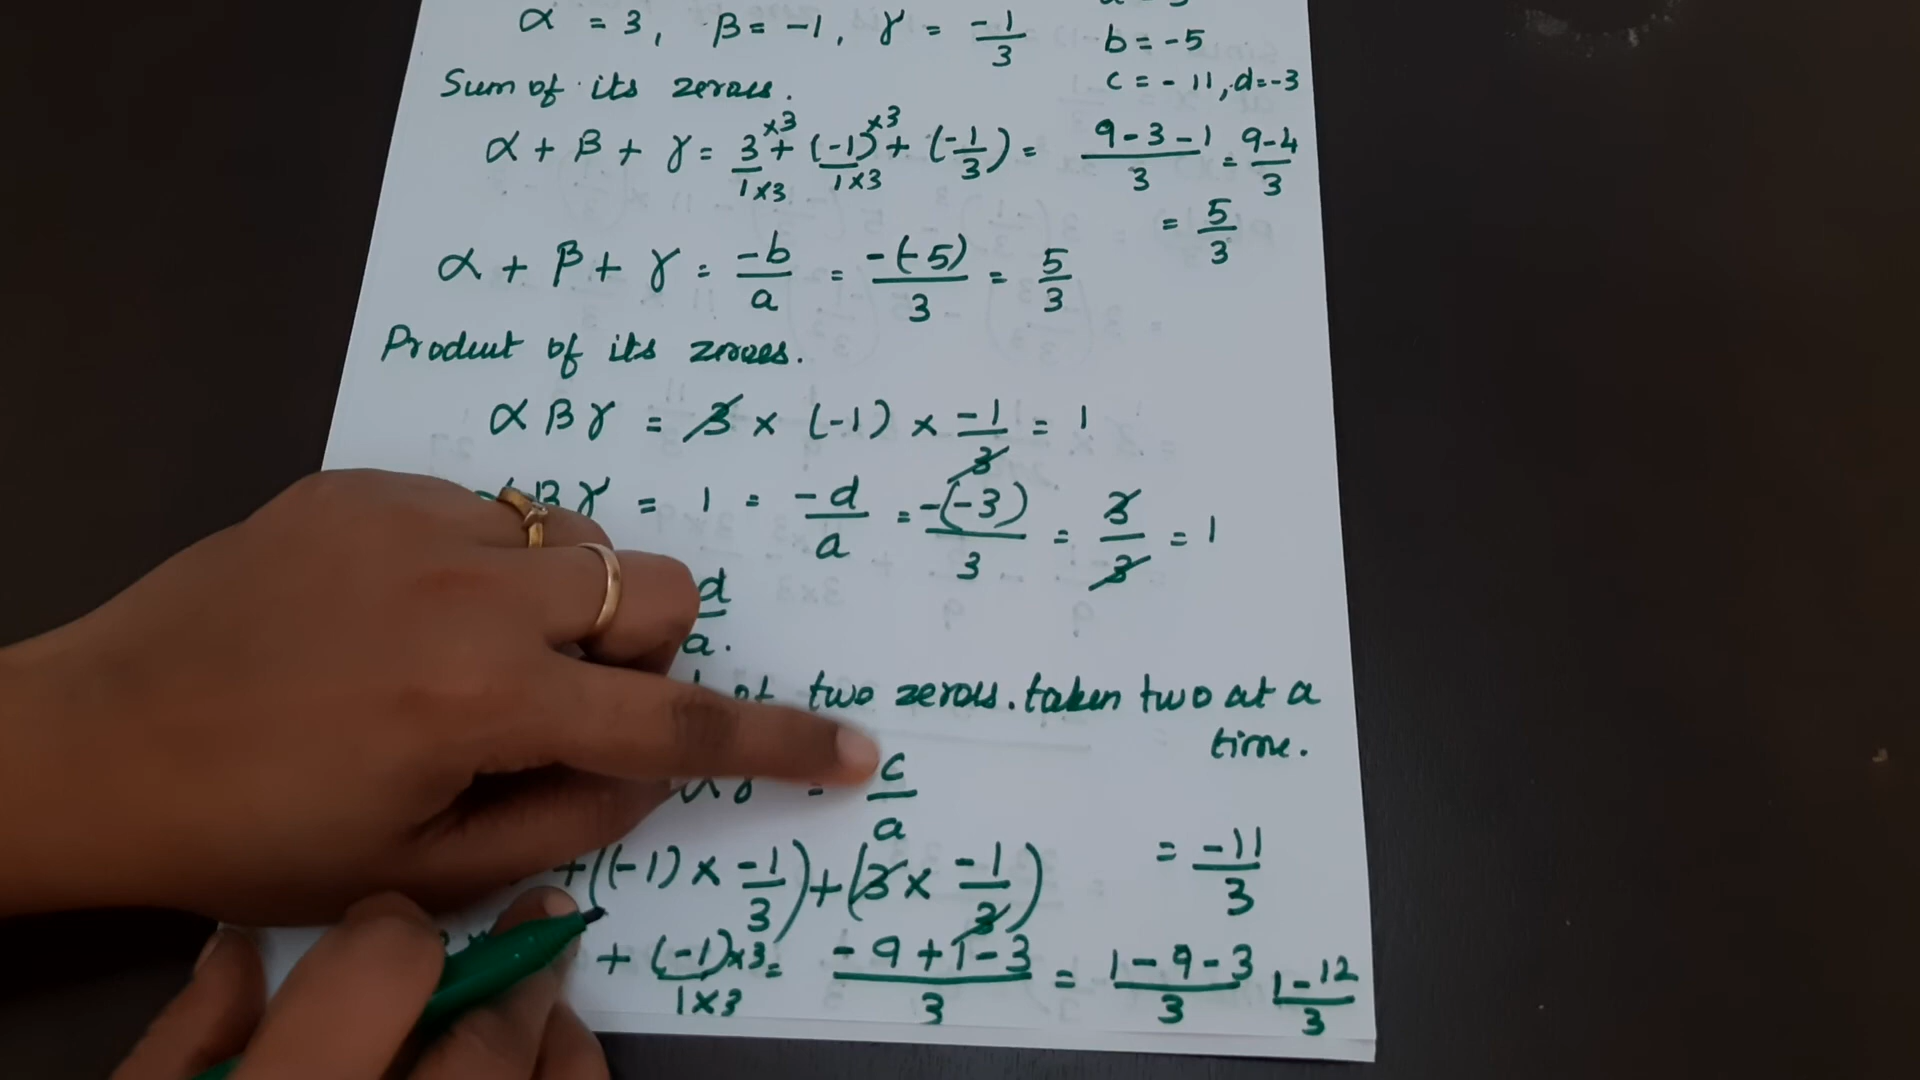 α = 3, β = -1, γ = -1/3
b = -5
c = -11, d=-3
Sum of its zeroes.
α + β + γ = 3×3/1×3 + (-1)×3/1×3 + (-1/3) = 9-3-1/3 = 9-4/3
= 5/3
α + β + γ = -b/a = -(-5)/3 = 5/3
Product of its zeroes.
α β γ = 3 × (-1) × -1/3 = 1
βγ = 1 = -d/a = -(-3)/3 = 3/3 = 1
d/a.
of two zeroes. taken two at a
time.
αγ = c/a
+((-1) × -1/3) + (3 × -1/3) = -11/3
+ (-1)×3/1×3 = -9+1-3/3 = 1-9-3/3 1-12/3